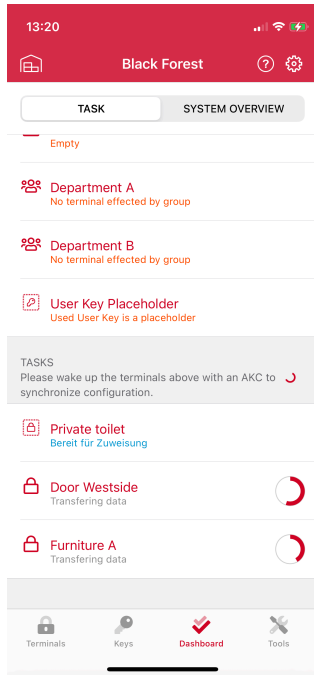 13:20
Black Forest
TASK
SYSTEM OVERVIEW
Empty
Department A
No terminal effected by group
Department B
No terminal effected by group
User Key Placeholder
Used User Key is a placeholder
TASKS
Please wake up the terminals above with an AKC to
synchronize configuration.
Private toilet
Bereit für Zuweisung
Door Westside
Transfering data
Furniture A
Transfering data
Terminals
Keys
Dashboard
Tools